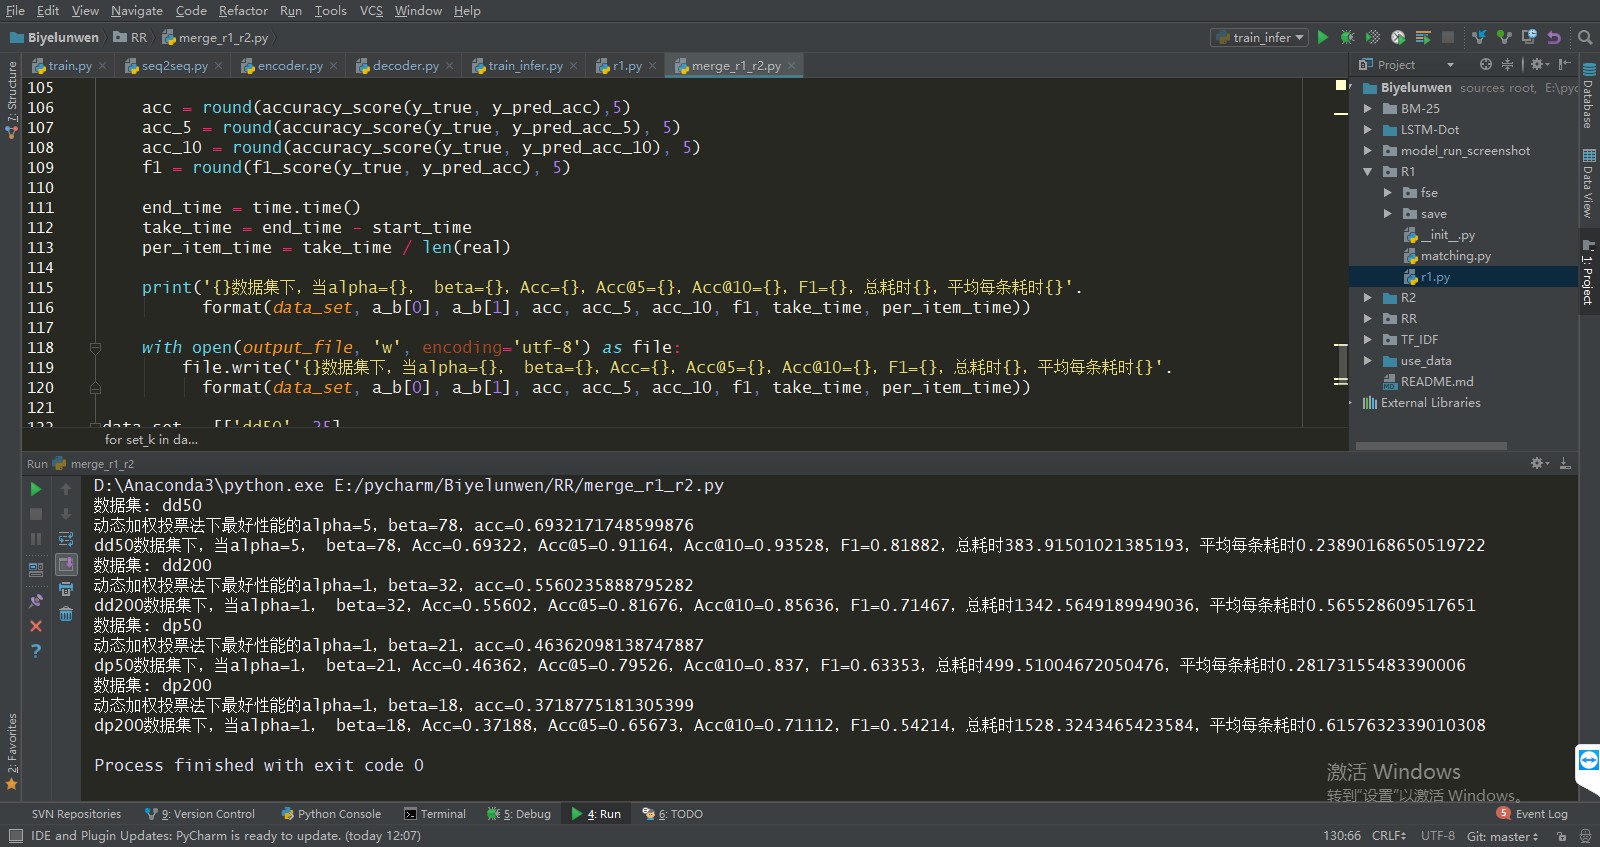 File Edit View Navigate Code Refactor Run Tools VCS Window Help
Biyelunwen RR merge_r1_r2.py train_infer
train.py seq2seq.py encoder.py decoder.py train_infer.py r1.py merge_r1_r2.py
105
106 acc = round(accuracy_score(y_true, y_pred_acc),5)
107 acc_5 = round(accuracy_score(y_true, y_pred_acc_5), 5)
108 acc_10 = round(accuracy_score(y_true, y_pred_acc_10), 5)
109 f1 = round(f1_score(y_true, y_pred_acc), 5)
110
111 end_time = time.time()
112 take_time = end_time - start_time
113 per_item_time = take_time / len(real)
114
115 print('{}数据集下，当alpha={}， beta={}，Acc={}，Acc@5={}，Acc@10={}，F1={}，总耗时{}，平均每条耗时{}'.
116 format(data_set, a_b[0], a_b[1], acc, acc_5, acc_10, f1, take_time, per_item_time))
117
118 with open(output_file, 'w', encoding='utf-8') as file:
119 file.write('{}数据集下，当alpha={}， beta={}，Acc={}，Acc@5={}，Acc@10={}，F1={}，总耗时{}，平均每条耗时{}'.
120 format(data_set, a_b[0], a_b[1], acc, acc_5, acc_10, f1, take_time, per_item_time))
121
122 data_set = [['dd50', 25],
for set_k in da...
Project
Biyelunwen sources root, E:\pyc
BM-25
LSTM-Dot
model_run_screenshot
R1
fse
save
__init__.py
matching.py
r1.py
R2
RR
TF_IDF
use_data
README.md
External Libraries
7: Structure
2: Favorites
Database
Data View
1: Project
Run merge_r1_r2
D:\Anaconda3\python.exe E:/pycharm/Biyelunwen/RR/merge_r1_r2.py
数据集: dd50
动态加权投票法下最好性能的alpha=5，beta=78，acc=0.6932171748599876
dd50数据集下，当alpha=5， beta=78，Acc=0.69322，Acc@5=0.91164，Acc@10=0.93528，F1=0.81882，总耗时383.91501021385193，平均每条耗时0.23890168650519722
数据集: dd200
动态加权投票法下最好性能的alpha=1，beta=32，acc=0.5560235888795282
dd200数据集下，当alpha=1， beta=32，Acc=0.55602，Acc@5=0.81676，Acc@10=0.85636，F1=0.71467，总耗时1342.5649189949036，平均每条耗时0.565528609517651
数据集: dp50
动态加权投票法下最好性能的alpha=1，beta=21，acc=0.46362098138747887
dp50数据集下，当alpha=1， beta=21，Acc=0.46362，Acc@5=0.79526，Acc@10=0.837，F1=0.63353，总耗时499.51004672050476，平均每条耗时0.28173155483390006
数据集: dp200
动态加权投票法下最好性能的alpha=1，beta=18，acc=0.3718775181305399
dp200数据集下，当alpha=1， beta=18，Acc=0.37188，Acc@5=0.65673，Acc@10=0.71112，F1=0.54214，总耗时1528.3243465423584，平均每条耗时0.6157632339010308
Process finished with exit code 0
激活 Windows
转到"设置"以激活 Windows。
SVN Repositories 9: Version Control Python Console Terminal 5: Debug 4: Run 6: TODO 5 Event Log
IDE and Plugin Updates: PyCharm is ready to update. (today 12:07) 130:66 CRLF UTF-8 Git: master